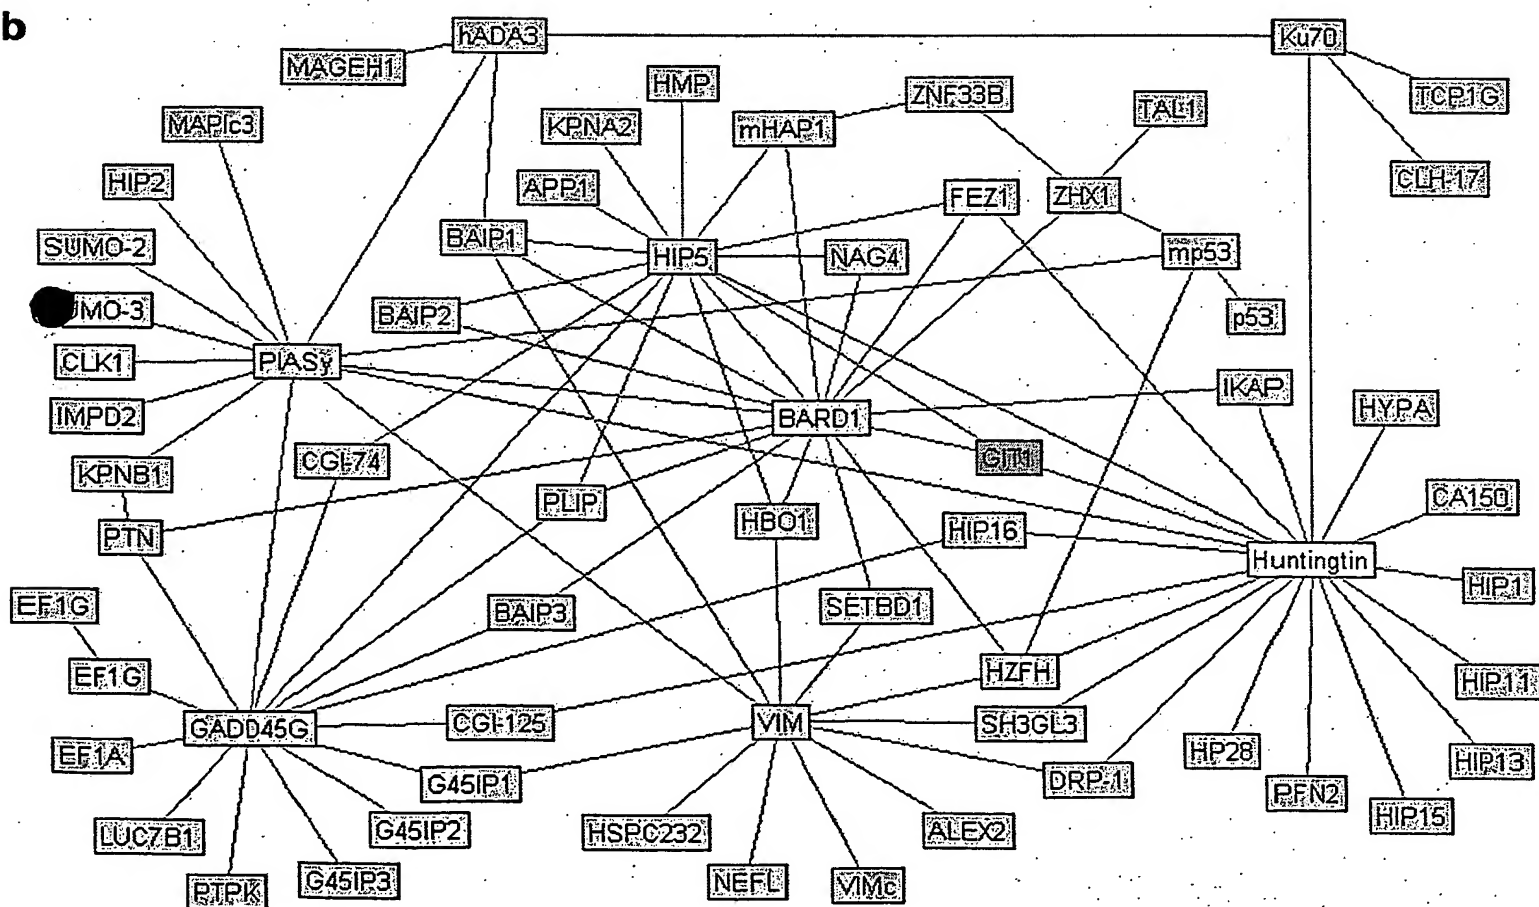 b
hADA3
Ku70
MAGEH1
HMP
ZNF33B
TCP1G
MAPlc3
KPNA2
mHAP1
TAL1
HIP2
APP1
FEZ1
ZHX1
CLH-17
SUMO-2
BAIP1
HIP5
NAG4
mp53
UMO-3
BAIP2
p53
CLK1
PIASy
IMPD2
BARD1
IKAP
HYPA
KPNB1
CGI-74
GIT1
PLIP
CA150
PTN
HBO1
HIP16
Huntingtin
HIP1
EF1G
BAIP3
SETBD1
EF1G
HZFH
HIP11
GADD45G
CGI-125
VIM
SH3GL3
EF1A
G45IP1
DRP-1
HP28
HIP13
PFN2
LUC7B1
G45IP2
HSPC232
ALEX2
HIP15
PTPK
G45IP3
NEFL
VIMc